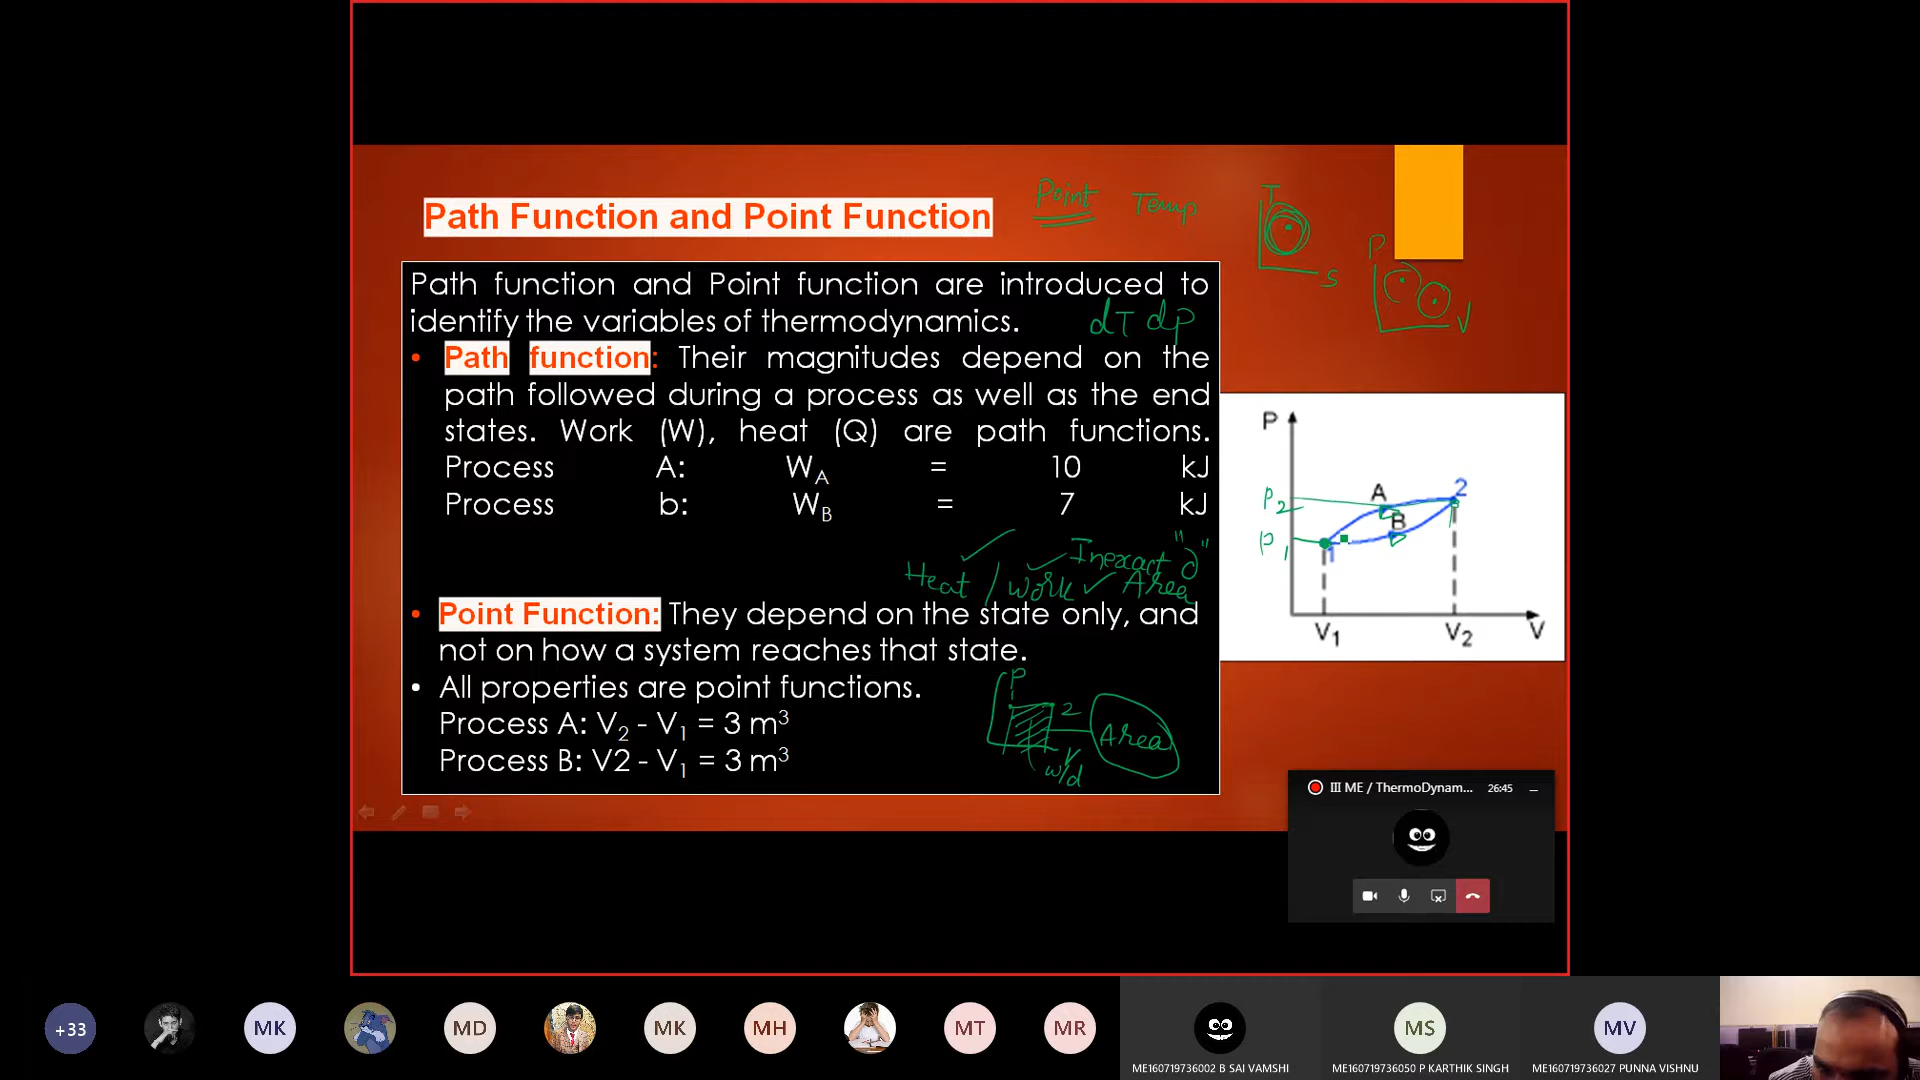 Path Function and Point Function
Point Temp
T
S
P
V
Path function and Point function are introduced to
identify the variables of thermodynamics.
dT dp
• Path function: Their magnitudes depend on the
path followed during a process as well as the end
states. Work (W), heat (Q) are path functions.
Process A: WA = 10 kJ
Process b: WB = 7 kJ
Inexact "∂"
Heat / Work Area
• Point Function: They depend on the state only, and
not on how a system reaches that state.
• All properties are point functions.
Process A: V2 - V1 = 3 m3
Process B: V2 - V1 = 3 m3
P
2
V
w/d
Area
P
P2
A
2
B
P1
1
V1
V2
V
III ME / ThermoDynam...
26:45
+33
MK
MD
MK
MH
MT
MR
MS
MV
ME160719736002 B SAI VAMSHI
ME160719736050 P KARTHIK SINGH
ME160719736027 PUNNA VISHNU